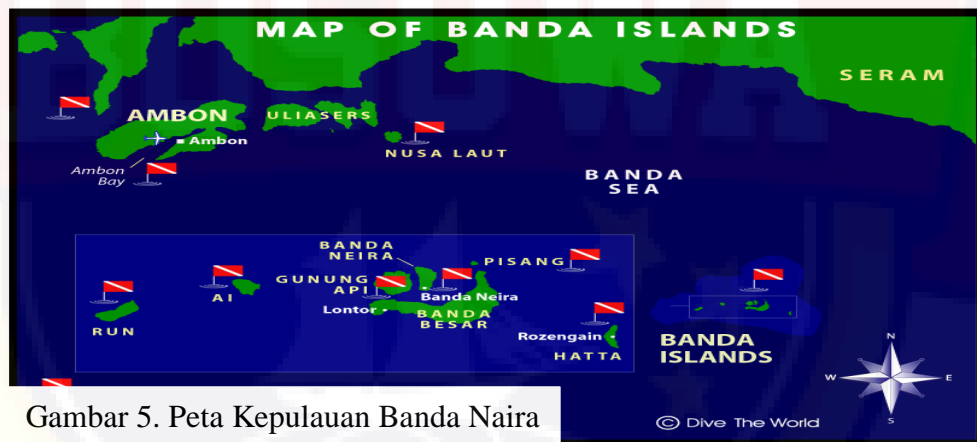 MAP OF BANDA ISLANDS
SERAM
AMBON
ULIASERS
Ambon
NUSA LAUT
Ambon
Bay
BANDA
SEA
BANDA
NEIRA
PISANG
GUNUNG
API
AI
Banda Neira
Lontor
BANDA
BESAR
RUN
Rozengain
HATTA
BANDA
ISLANDS
N
W
E
S
© Dive The World
Gambar 5. Peta Kepulauan Banda Naira